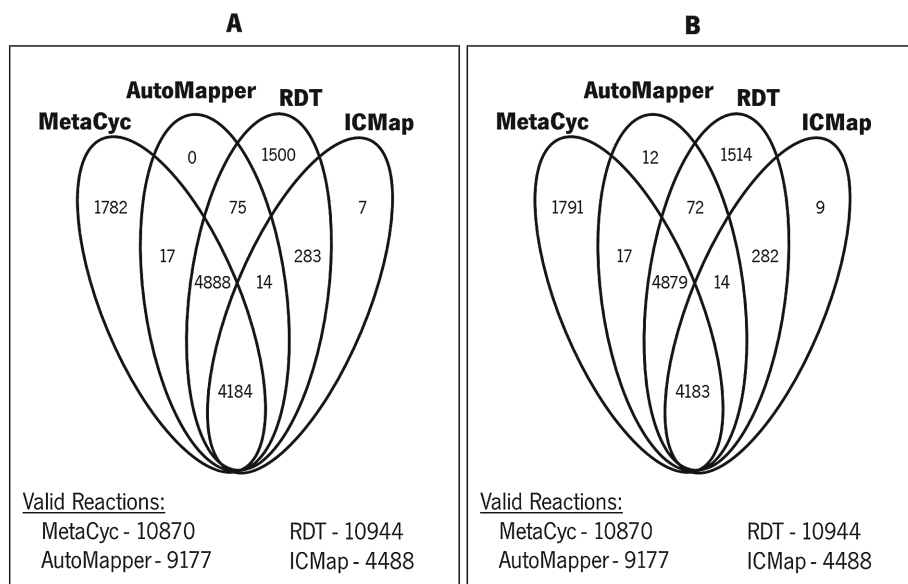 A
AutoMapper
RDT
MetaCyc
ICMap
0
1500
1782
75
7
17
283
4888
14
4184
Valid Reactions:
MetaCyc - 10870
RDT - 10944
AutoMapper - 9177
ICMap - 4488
B
AutoMapper
RDT
MetaCyc
ICMap
12
1514
1791
72
9
17
282
4879
14
4183
Valid Reactions:
MetaCyc - 10870
RDT - 10944
AutoMapper - 9177
ICMap - 4488